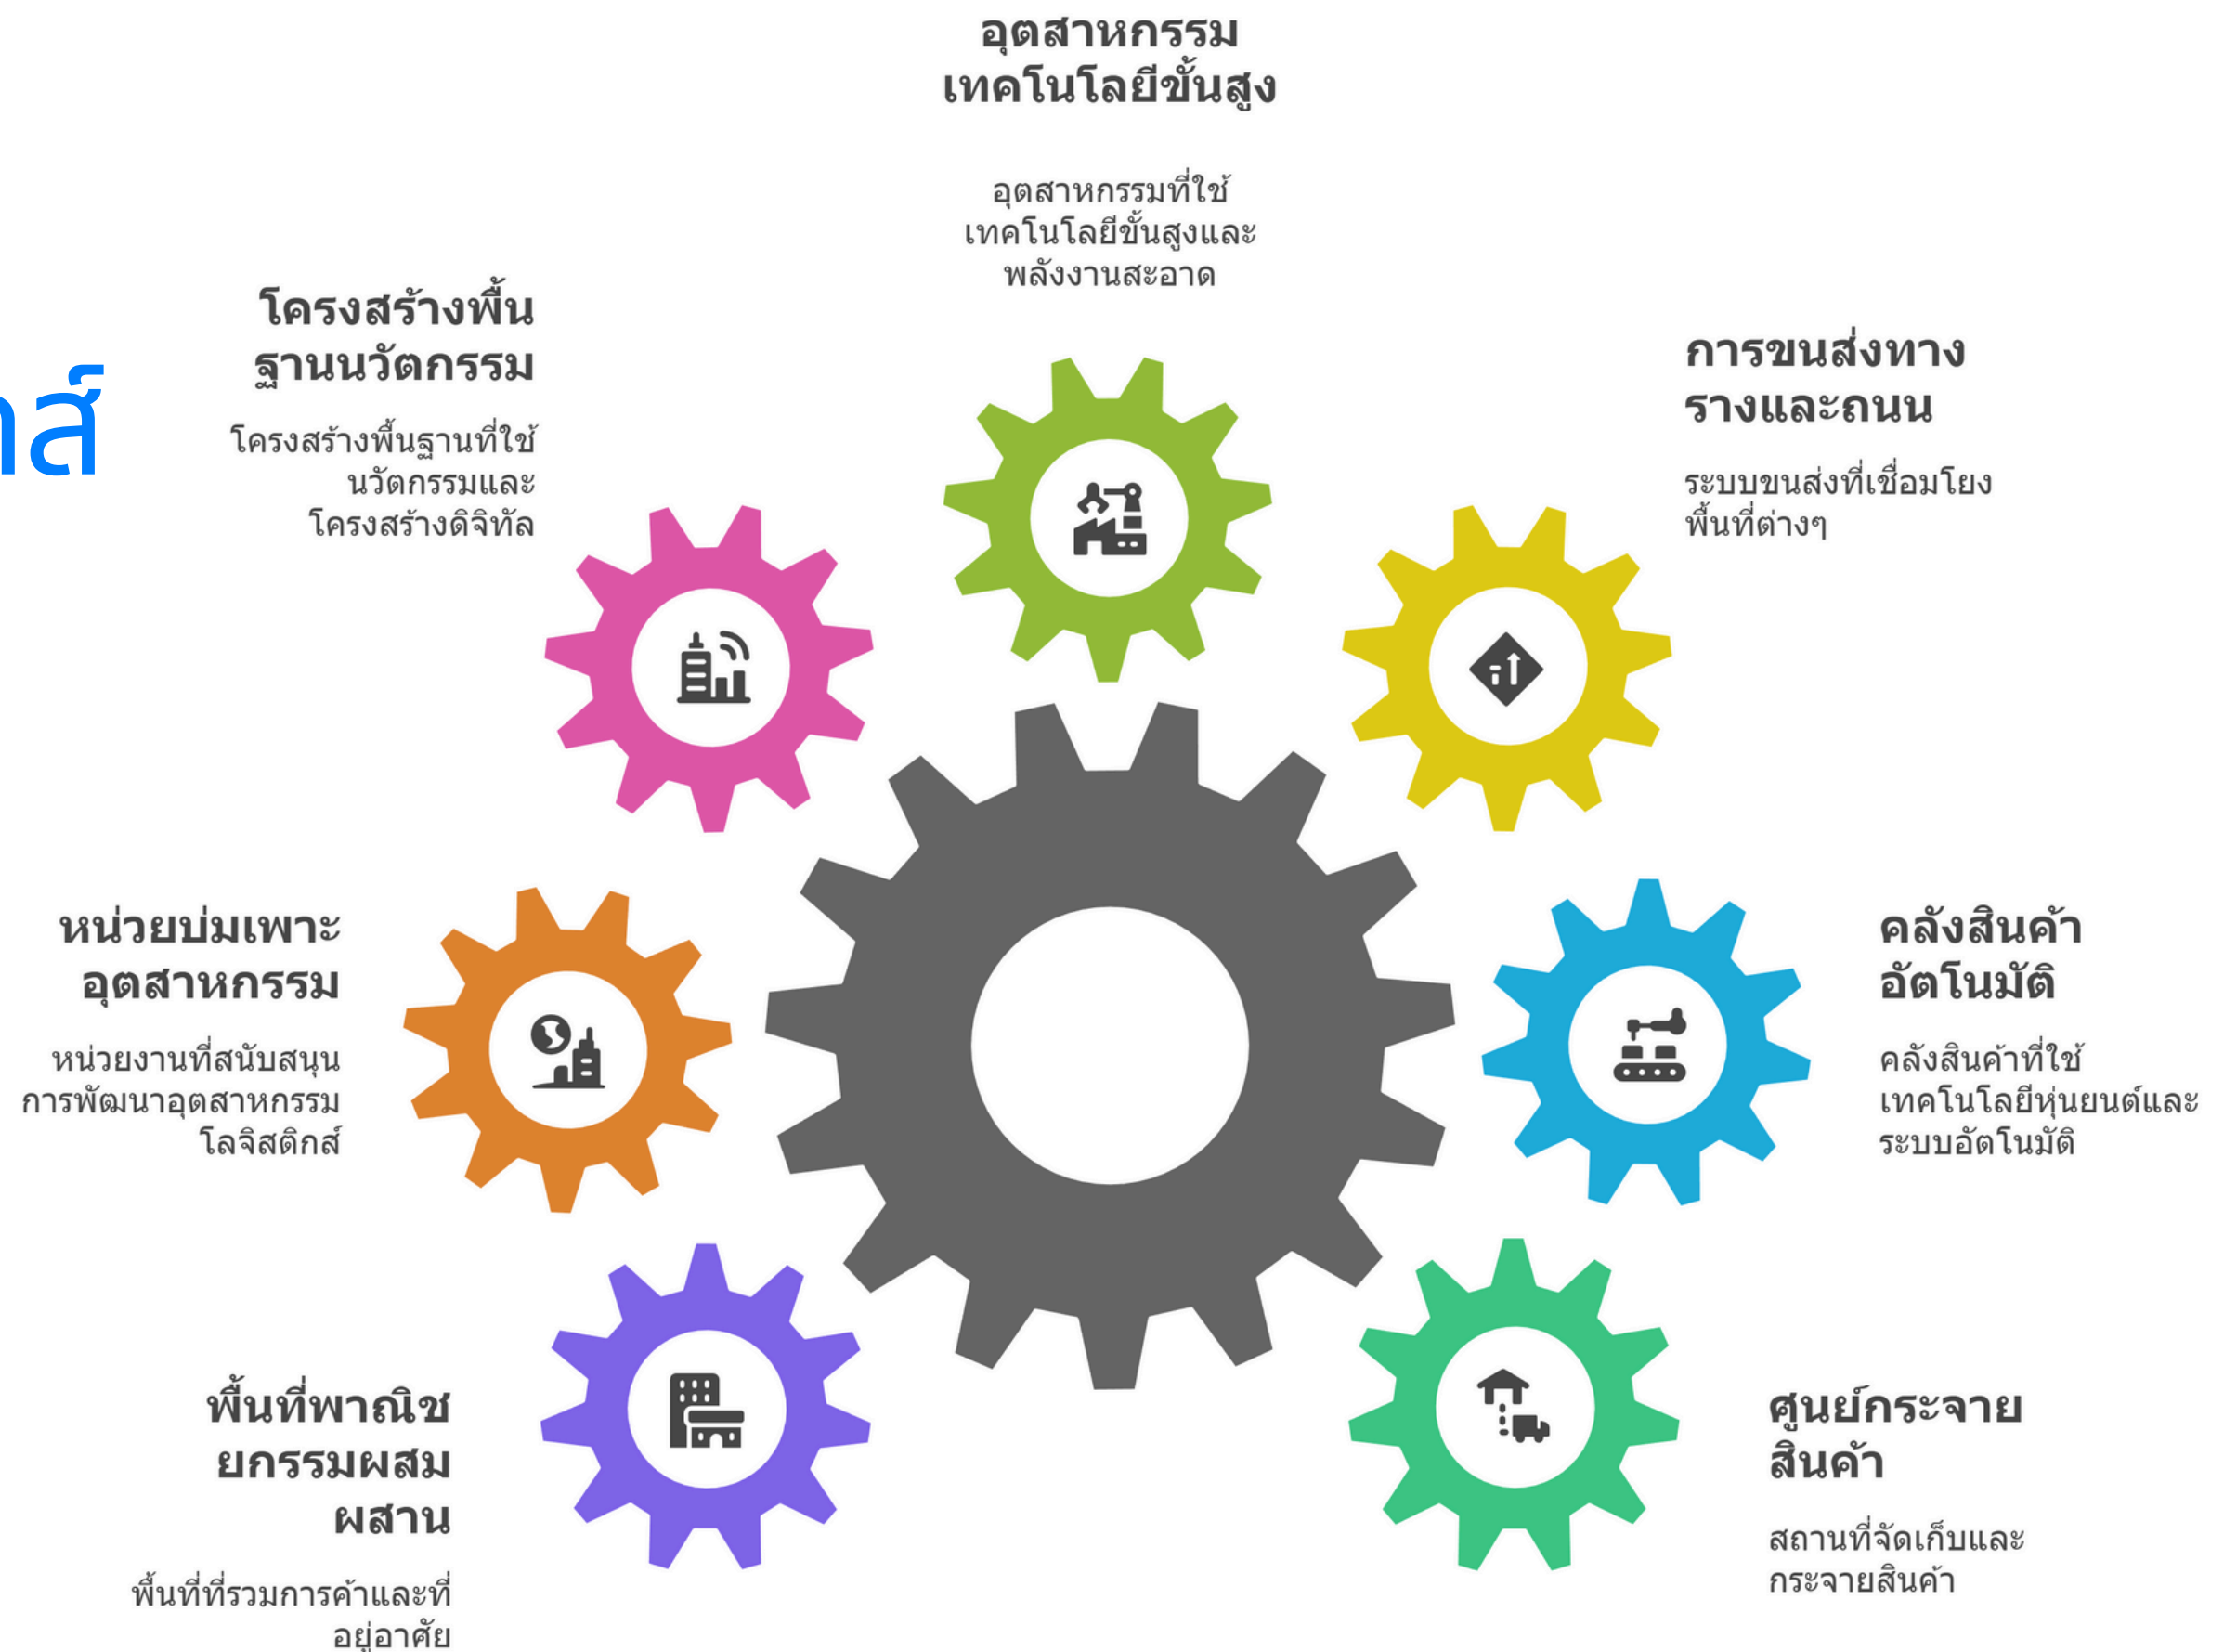 อุตสาหกรรม
เทคโนโลยีขั้นสูง
อุตสาหกรรมที่ใช้
เทคโนโลยีขั้นสูงและ
พลังงานสะอาด
โครงสร้างพื้น
ฐานนวัตกรรม
โครงสร้างพื้นฐานที่ใช้
นวัตกรรมและ
โครงสร้างดิจิทัล
การขนส่งทาง
รางและถนน
ระบบขนส่งที่เชื่อมโยง
พื้นที่ต่างๆ
หน่วยบ่มเพาะ
อุตสาหกรรม
หน่วยงานที่สนับสนุน
การพัฒนาอุตสาหกรรม
โลจิสติกส์
คลังสินค้า
อัตโนมัติ
คลังสินค้าที่ใช้
เทคโนโลยีหุ่นยนต์และ
ระบบอัตโนมัติ
พื้นที่พาณิช
ยกรรมผสม
ผสาน
พื้นที่ที่รวมการค้าและที่
อยู่อาศัย
ศูนย์กระจาย
สินค้า
สถานที่จัดเก็บและ
กระจายสินค้า